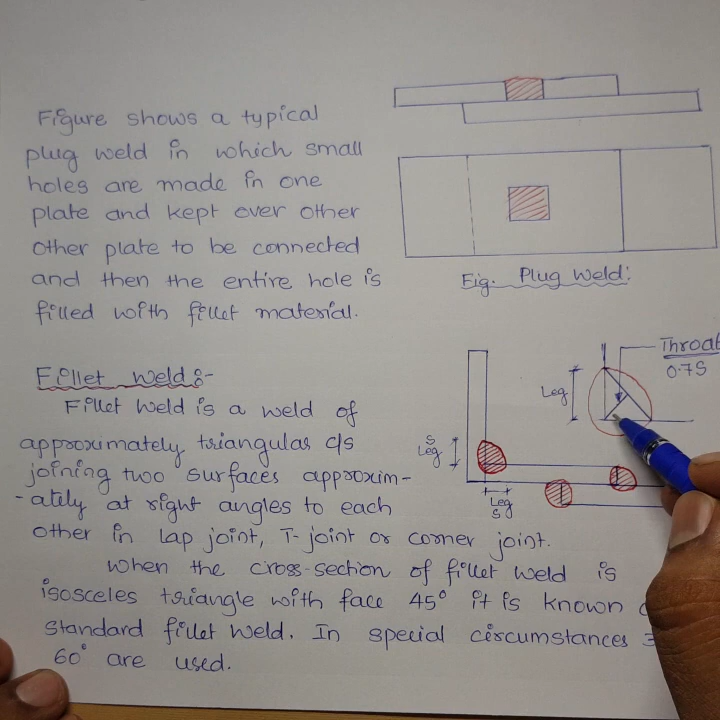 Figure shows a typical
plug weld in which small
holes are made in one
plate and kept over other
other plate to be connected
and then the entire hole is
filled with fillet material.
Fig. Plug Weld:
Fillet weld:-
Fillet weld is a weld of
approximately triangular c/s
joining two surfaces approxim-
-ately at right angles to each
other in lap joint, T-joint or corner joint.
When the cross-section of fillet weld is
isosceles triangle with face 45° it is known
standard fillet weld. In special circumstances
60° are used.
Throat
0.7S
Leg
S
Leg
Leg
S